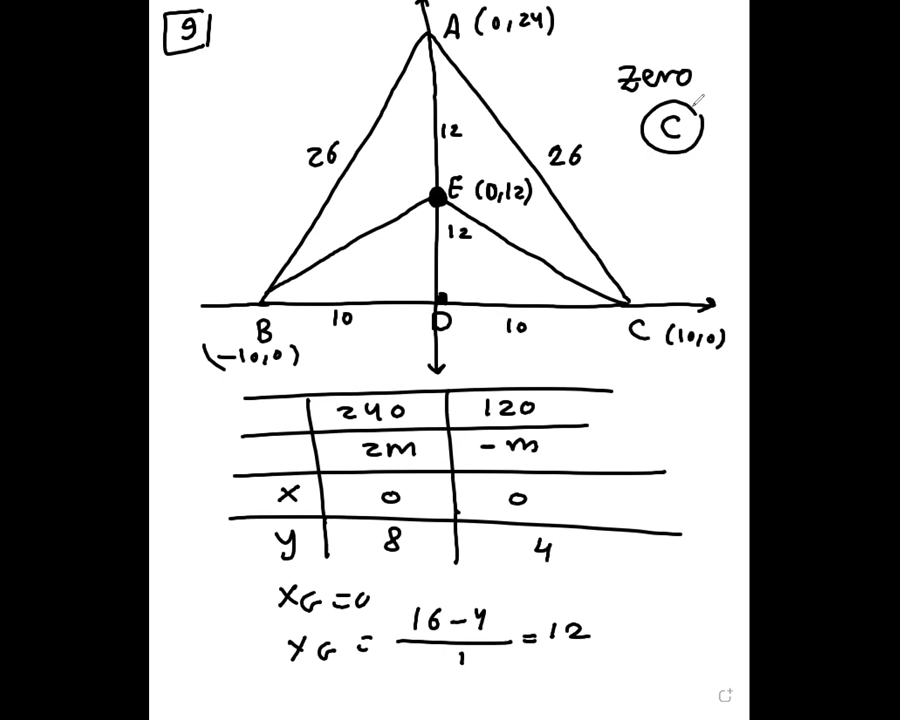 9
A (0,24)
Zero
C
12
26
26
E (0,12)
12
10
D
10
B
(-10,0)
C (10,0)
240 120
2m -m
x 0 0
y 8 4
XG = 0
YG = 16-4 / 1 = 12